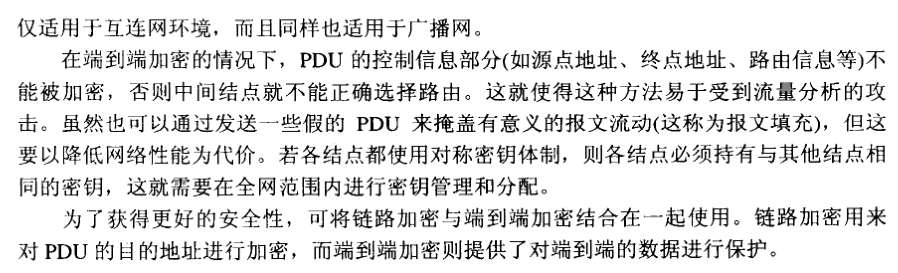 仅适用于互连网环境，而且同样也适用于广播网。
在端到端加密的情况下，PDU 的控制信息部分(如源点地址、终点地址、路由信息等)不
能被加密，否则中间结点就不能正确选择路由。这就使得这种方法易于受到流量分析的攻
击。虽然也可以通过发送一些假的 PDU 来掩盖有意义的报文流动(这称为报文填充)，但这
要以降低网络性能为代价。若各结点都使用对称密钥体制，则各结点必须持有与其他结点相
同的密钥，这就需要在全网范围内进行密钥管理和分配。
为了获得更好的安全性，可将链路加密与端到端加密结合在一起使用。链路加密用来
对 PDU 的目的地址进行加密，而端到端加密则提供了对端到端的数据进行保护。